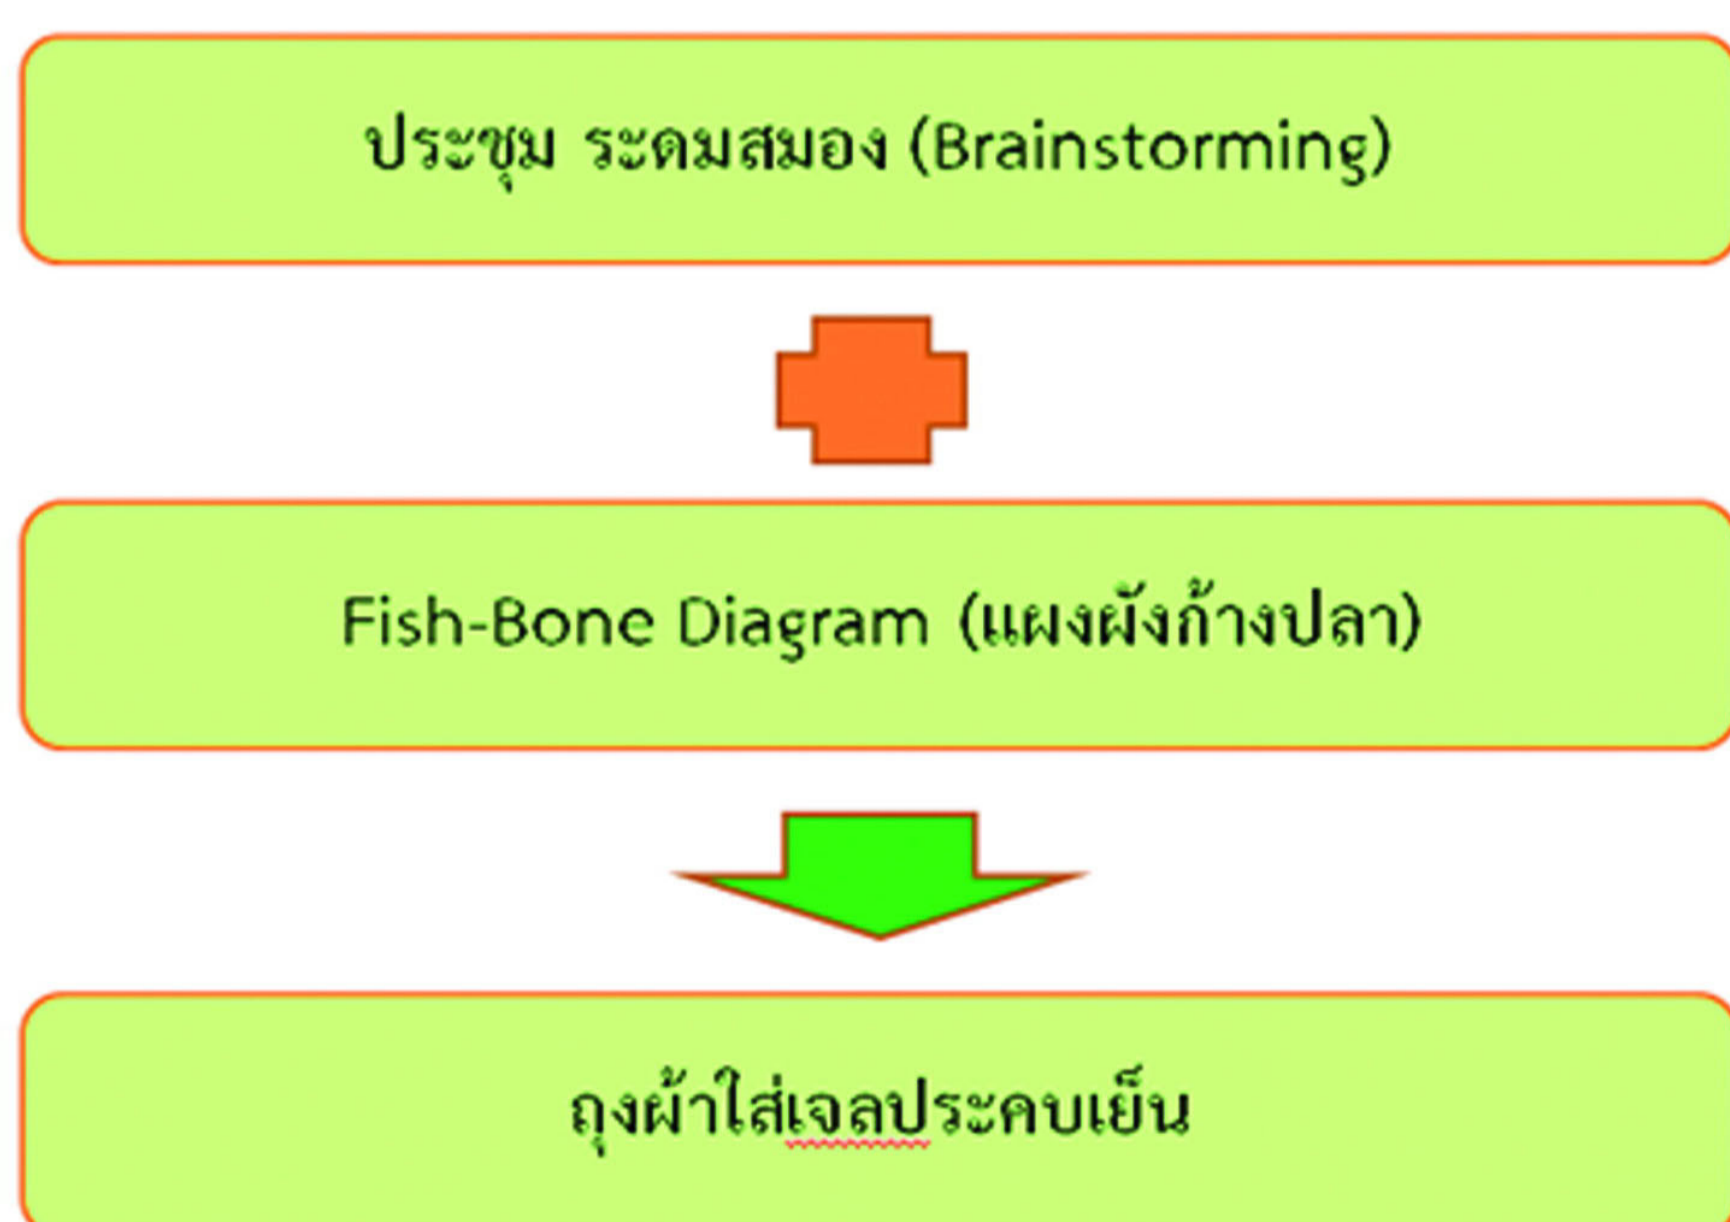 ประชุม ระดมสมอง (Brainstorming)
Fish-Bone Diagram (แผงผังก้างปลา)
ถุงผ้าใส่เจลประคบเย็น